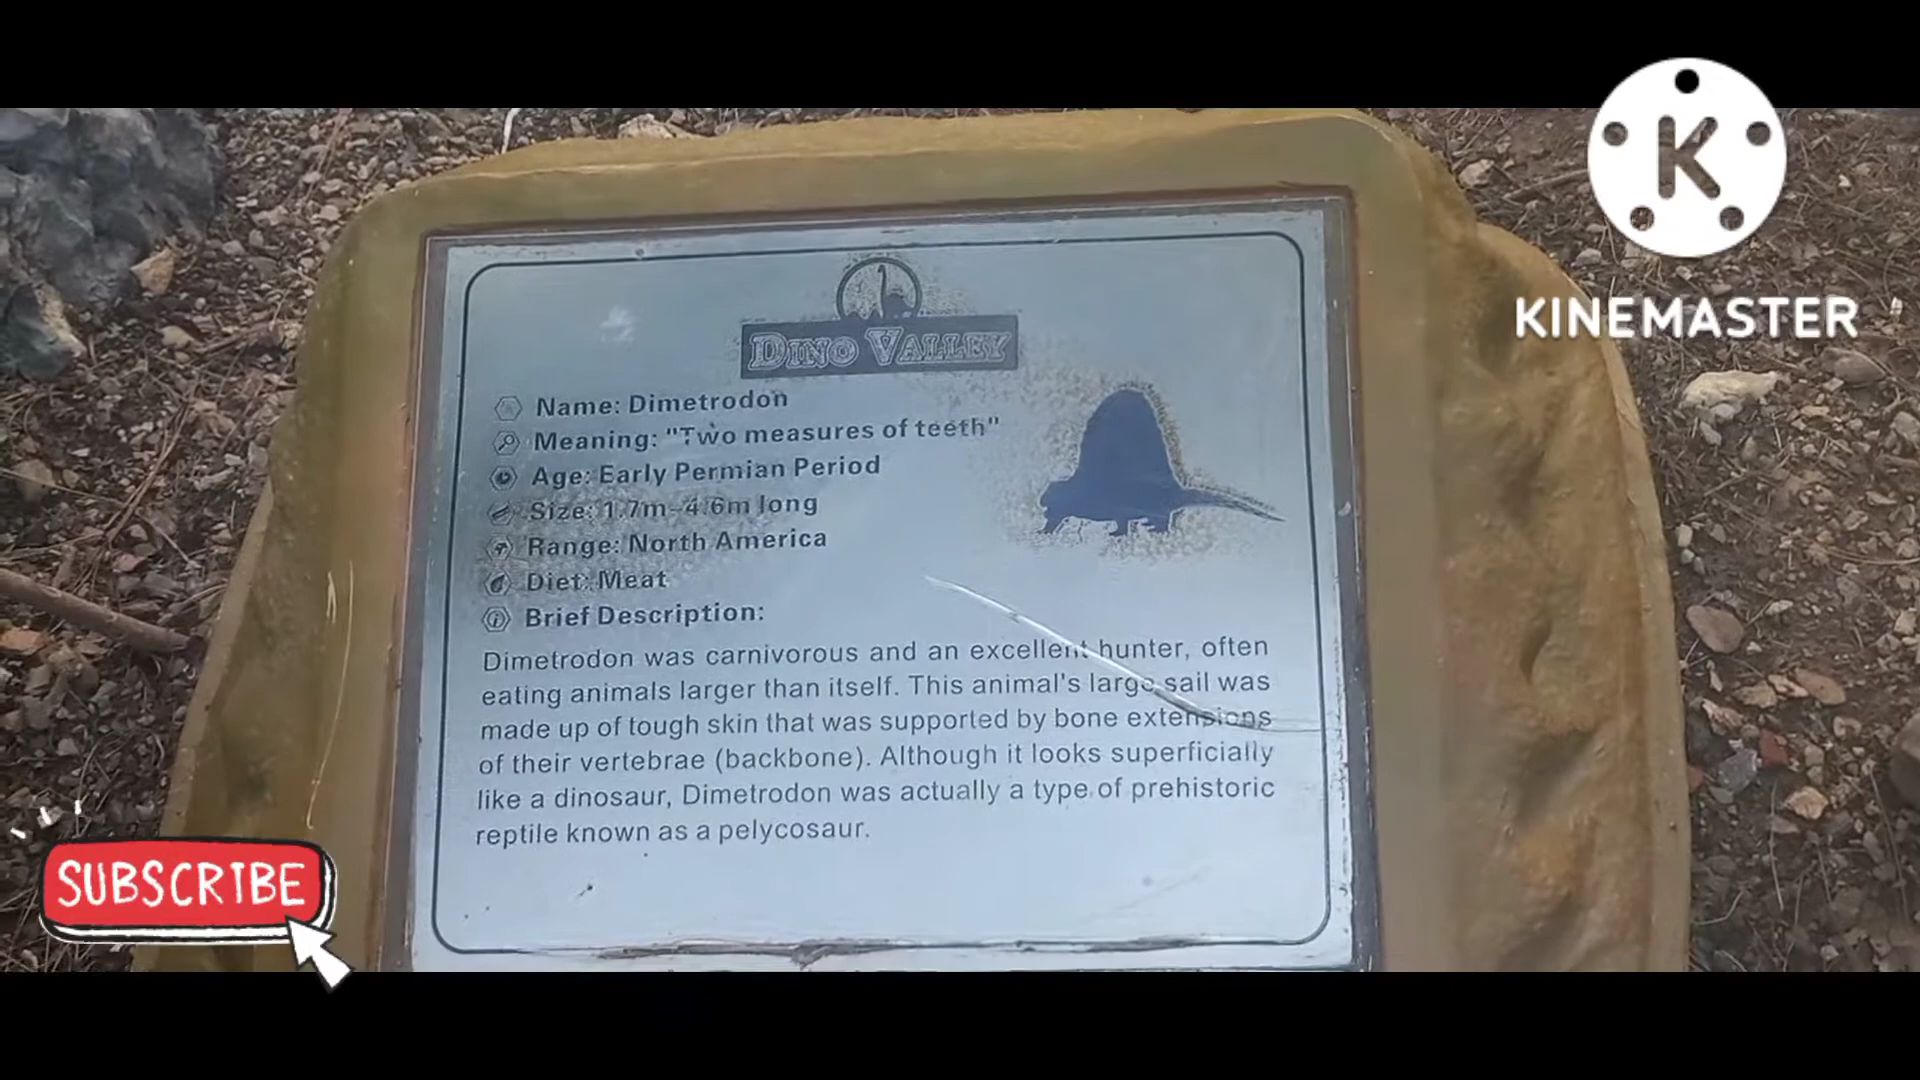 K
KINEMASTER
DINO VALLEY
Name: Dimetrodon
Meaning: "Two measures of teeth"
Age: Early Permian Period
Size: 1.7m-4.6m long
Range: North America
Diet: Meat
Brief Description:
Dimetrodon was carnivorous and an excellent hunter, often
eating animals larger than itself. This animal's large sail was
made up of tough skin that was supported by bone extensions
of their vertebrae (backbone). Although it looks superficially
like a dinosaur, Dimetrodon was actually a type of prehistoric
reptile known as a pelycosaur.
SUBSCRIBE